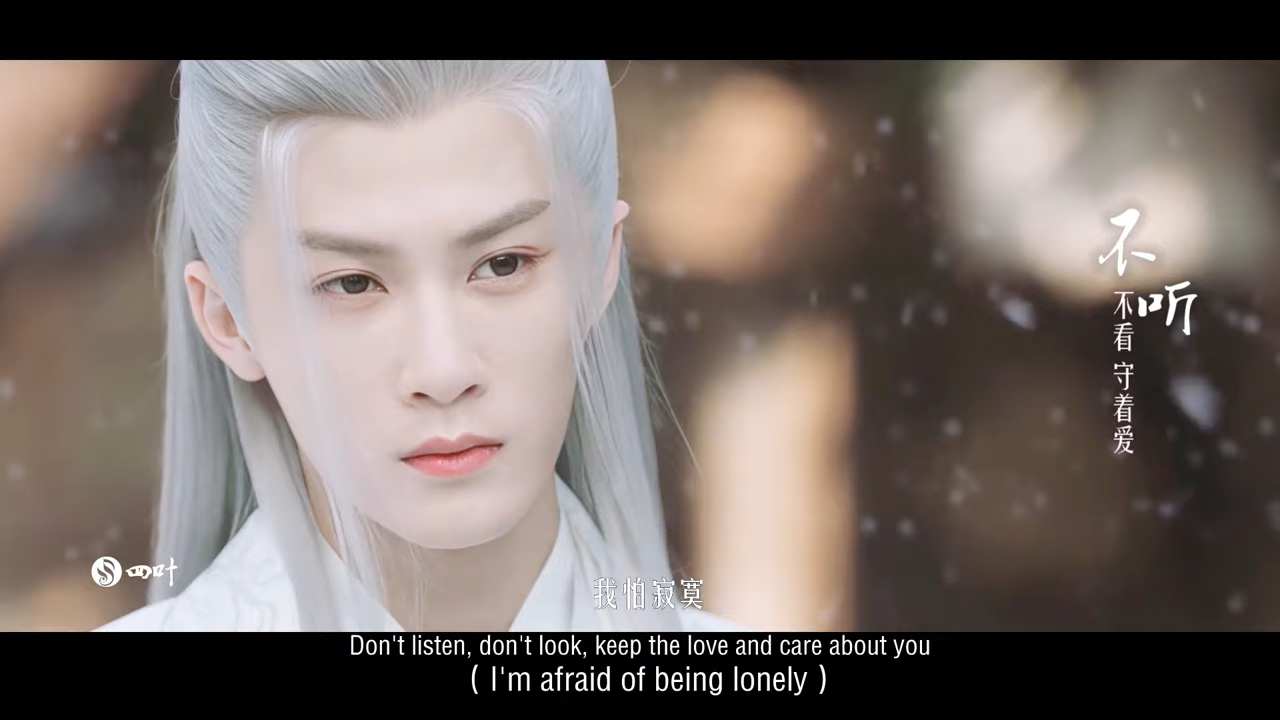 不听
不看 守着爱
四叶
我怕寂寞
Don't listen, don't look, keep the love and care about you
( I'm afraid of being lonely )